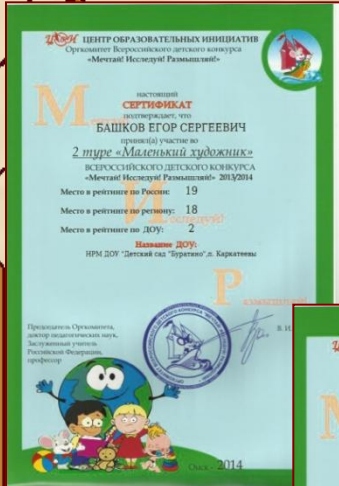 ЦЕНТР ОБРАЗОВАТЕЛЬНЫХ ИНИЦИАТИВ
Оргкомитет Всероссийского детского конкурса
«Мечтай! Исследуй! Размышляй!»
настоящий
СЕРТИФИКАТ
подтверждает, что
БАШКОВ ЕГОР СЕРГЕЕВИЧ
принял(а) участие во
2 туре «Маленький художник»
ВСЕРОССИЙСКОГО ДЕТСКОГО КОНКУРСА
«Мечтай! Исследуй! Размышляй!» 2013/2014
Место в рейтинге по России: 19
Место в рейтинге по региону: 18
Место в рейтинге по ДОУ: 2
Название ДОУ:
НРМ ДОУ "Детский сад "Буратино",п. Каркатеевы
Председатель Оргкомитета,
доктор педагогических наук,
Заслуженный учитель
Российской Федерации,
профессор
Омск - 2014